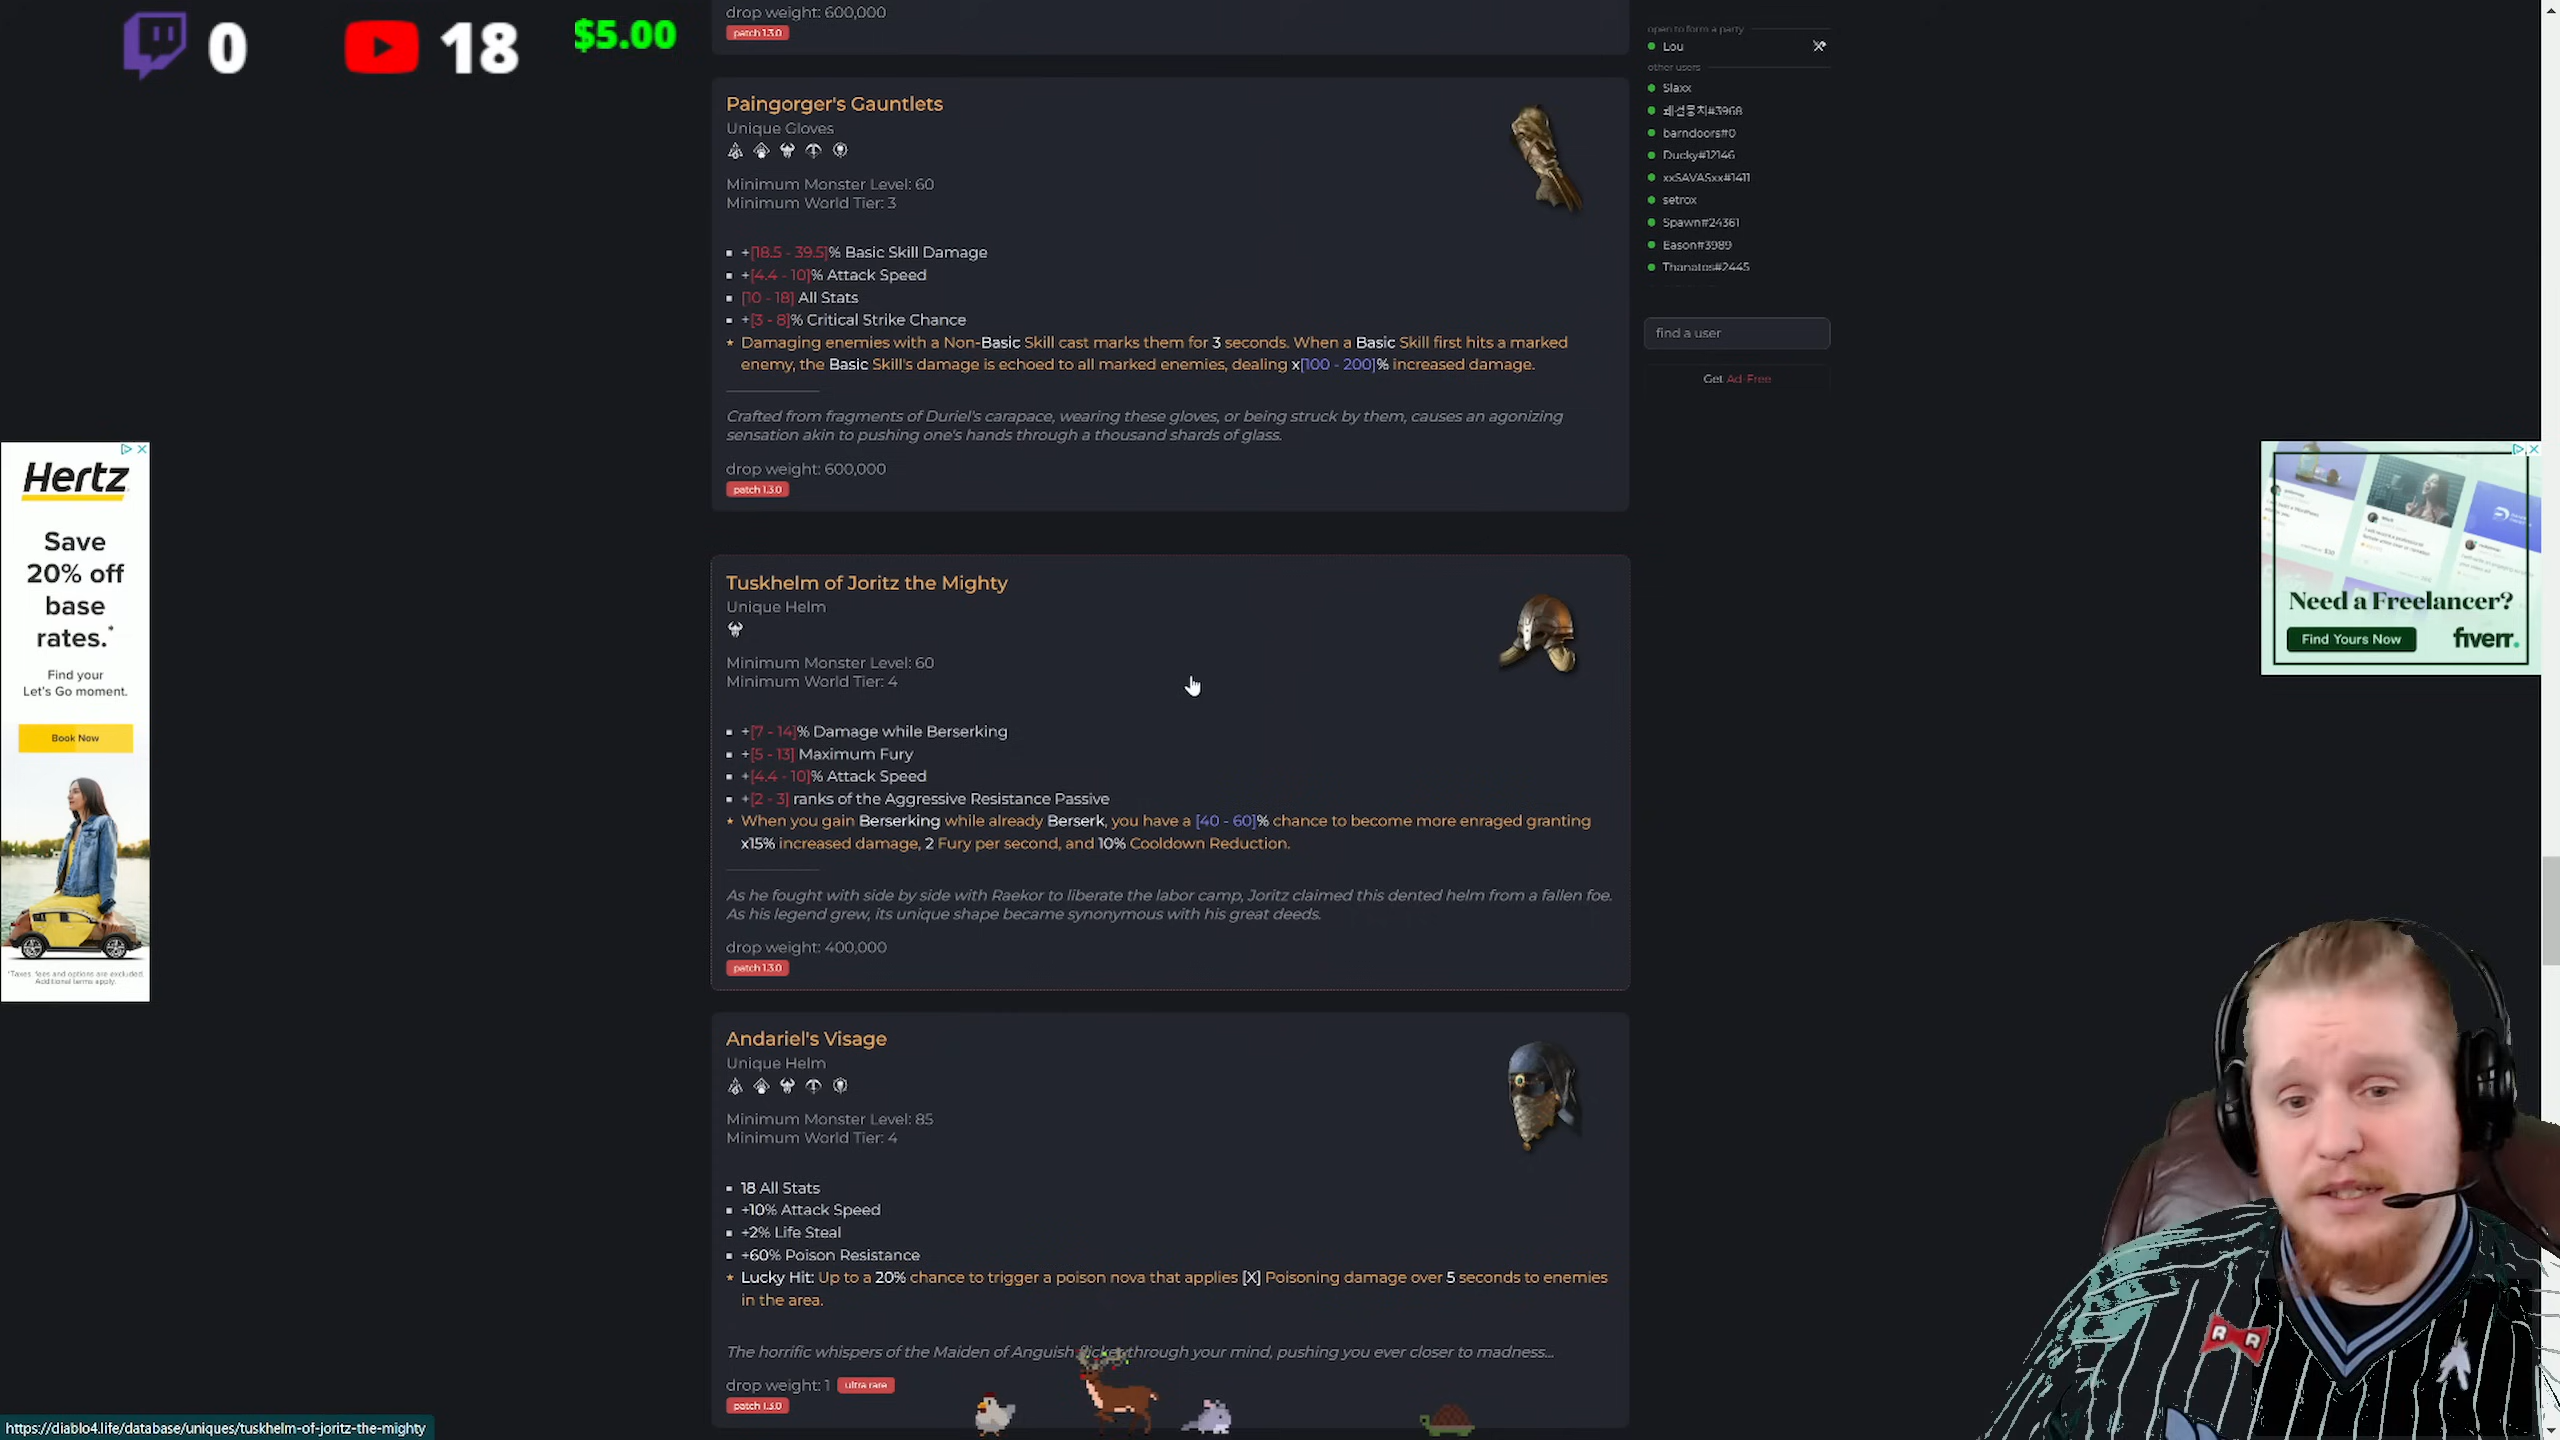 0
18
$5.00
drop weight: 600,000
patch 1.3.0
Paingorger's Gauntlets
Unique Gloves
Minimum Monster Level: 60
Minimum World Tier: 3
+[18.5 - 39.5]% Basic Skill Damage
+[4.4 - 10]% Attack Speed
[10 - 18] All Stats
+[3 - 8]% Critical Strike Chance
Damaging enemies with a Non-Basic Skill cast marks them for 3 seconds. When a Basic Skill first hits a marked
enemy, the Basic Skill's damage is echoed to all marked enemies, dealing x[100 - 200]% increased damage.
Crafted from fragments of Duriel's carapace, wearing these gloves, or being struck by them, causes an agonizing
sensation akin to pushing one's hands through a thousand shards of glass.
drop weight: 600,000
patch 1.3.0
Tuskhelm of Joritz the Mighty
Unique Helm
Minimum Monster Level: 60
Minimum World Tier: 4
+[7 - 14]% Damage while Berserking
+[5 - 13] Maximum Fury
+[4.4 - 10]% Attack Speed
+[2 - 3] ranks of the Aggressive Resistance Passive
When you gain Berserking while already Berserk, you have a [40 - 60]% chance to become more enraged granting
x15% increased damage, 2 Fury per second, and 10% Cooldown Reduction.
As he fought with side by side with Raekor to liberate the labor camp, Joritz claimed this dented helm from a fallen foe.
As his legend grew, its unique shape became synonymous with his great deeds.
drop weight: 400,000
patch 1.3.0
Andariel's Visage
Unique Helm
Minimum Monster Level: 85
Minimum World Tier: 4
18 All Stats
+10% Attack Speed
+2% Life Steal
+60% Poison Resistance
Lucky Hit: Up to a 20% chance to trigger a poison nova that applies [X] Poisoning damage over 5 seconds to enemies
in the area.
The horrific whispers of the Maiden of Anguish flicker through your mind, pushing you ever closer to madness...
drop weight: 1 ultra rare
patch 1.3.0
open to form a party
Lou
other users
Slaxx
barndoors#0
Ducky#12146
xxSAVASxx#1411
setrox
Spawn#24361
Eason#3989
Thanatos#2445
find a user
Get Ad-Free
Hertz
Save
20% off
base
rates.*
Find your
Let's Go moment.
Book Now
*Taxes, fees and options are excluded.
Additional terms apply.
Need a Freelancer?
Find Yours Now
fiverr.
R R
https://diablo4.life/database/uniques/tuskhelm-of-joritz-the-mighty